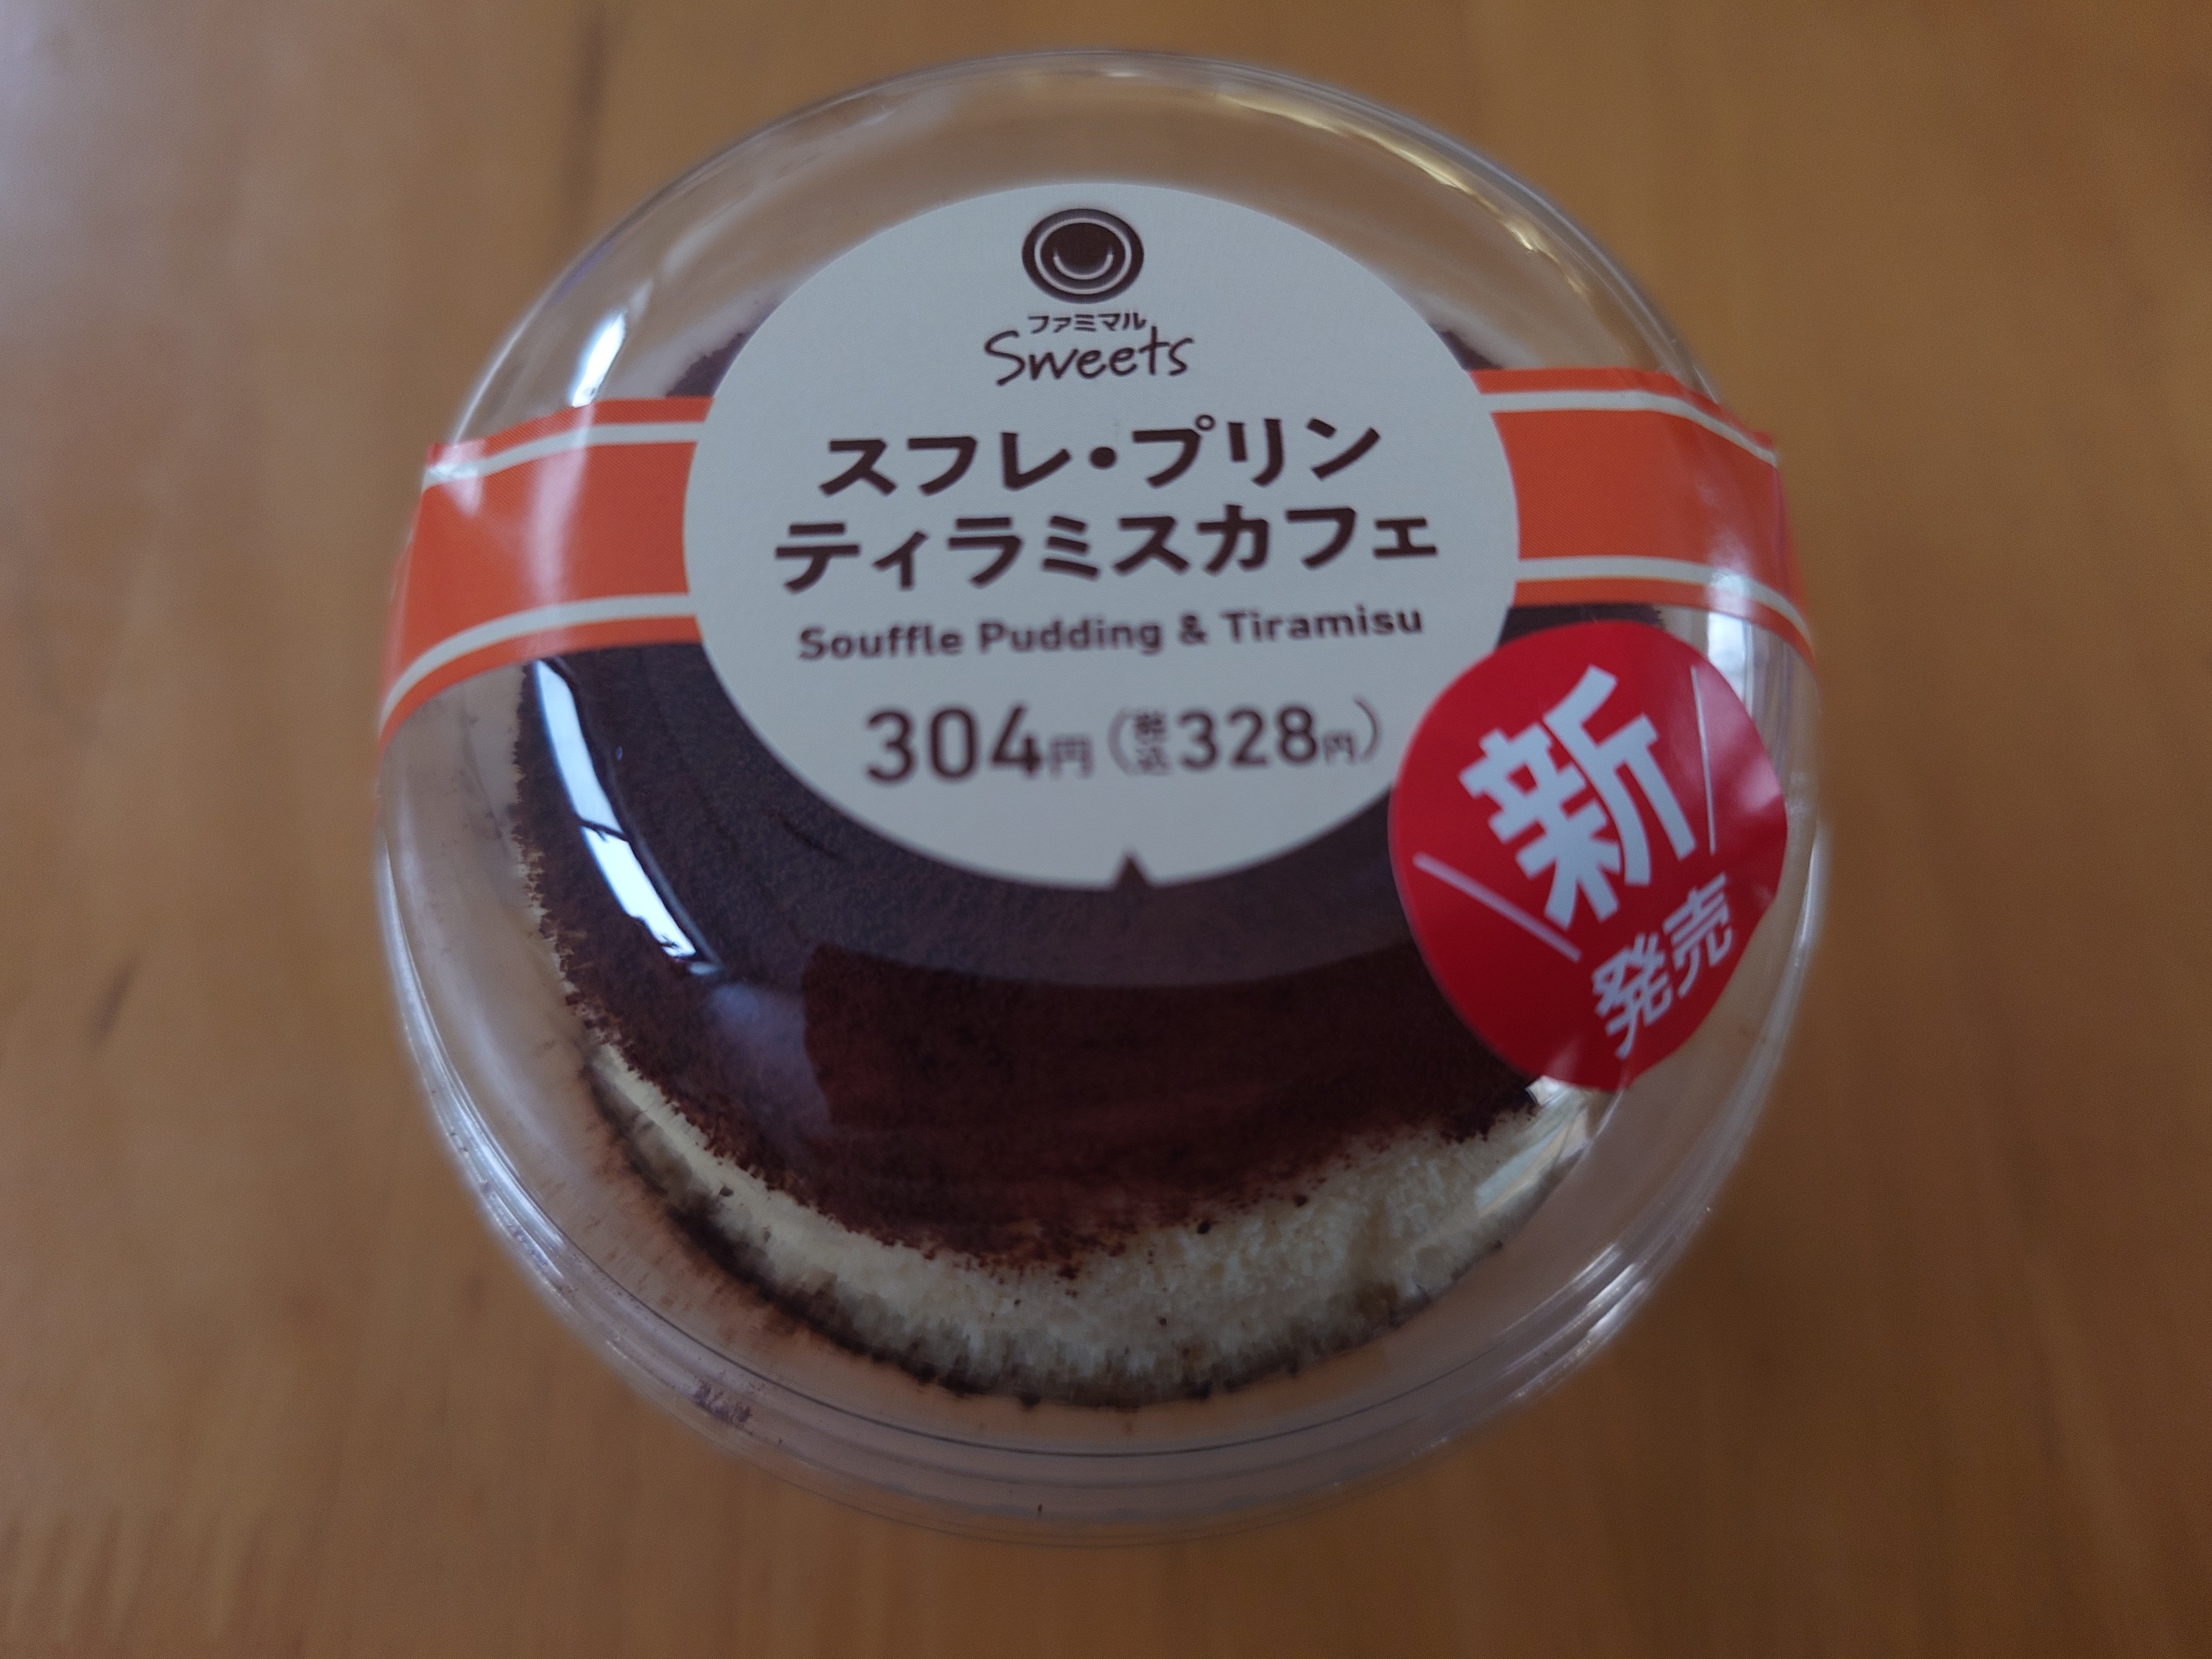 ファミマル
Sweets
スフレ・プリン
ティラミスカフェ
Souffle Pudding & Tiramisu
304円(税込328円)
新
発売